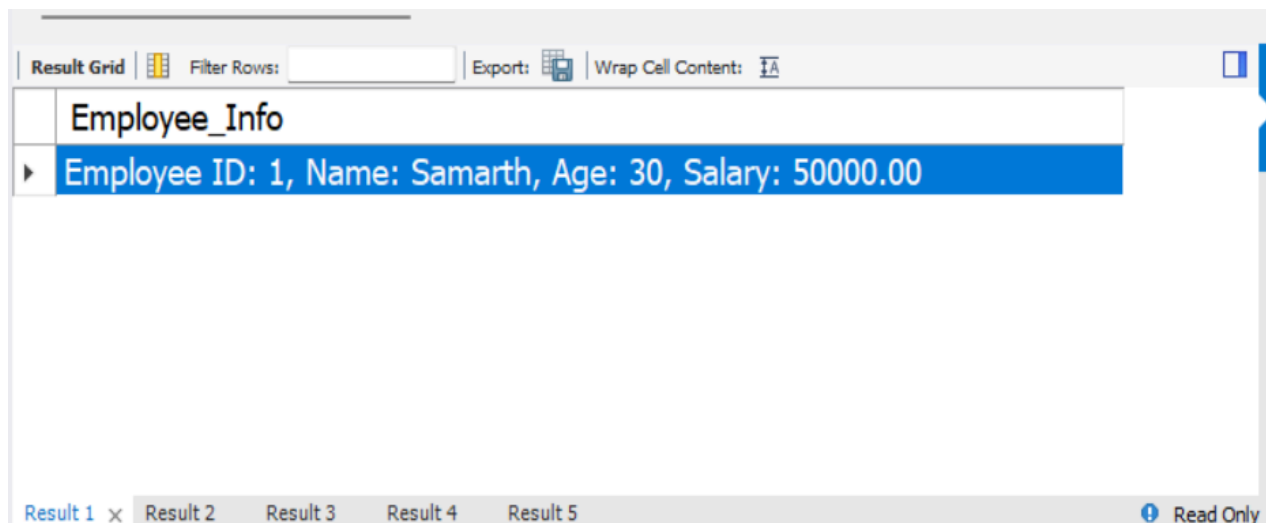 Result Grid Filter Rows: Export: Wrap Cell Content:
Employee_Info
Employee ID: 1, Name: Samarth, Age: 30, Salary: 50000.00
Result 1 Result 2 Result 3 Result 4 Result 5 Read Only